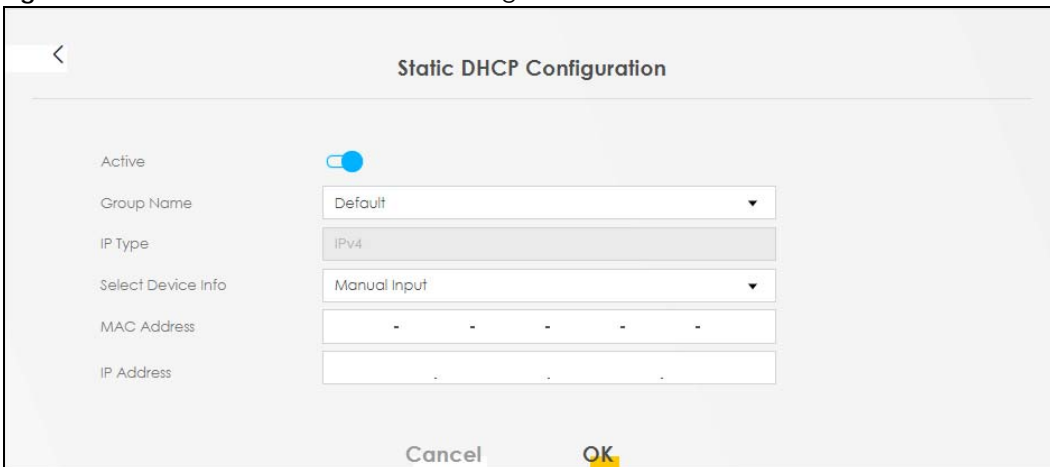 Static DHCP Configuration
Active
Group Name Default
IP Type IPv4
Select Device Info Manual Input
MAC Address - - - - -
IP Address . . .
Cancel OK